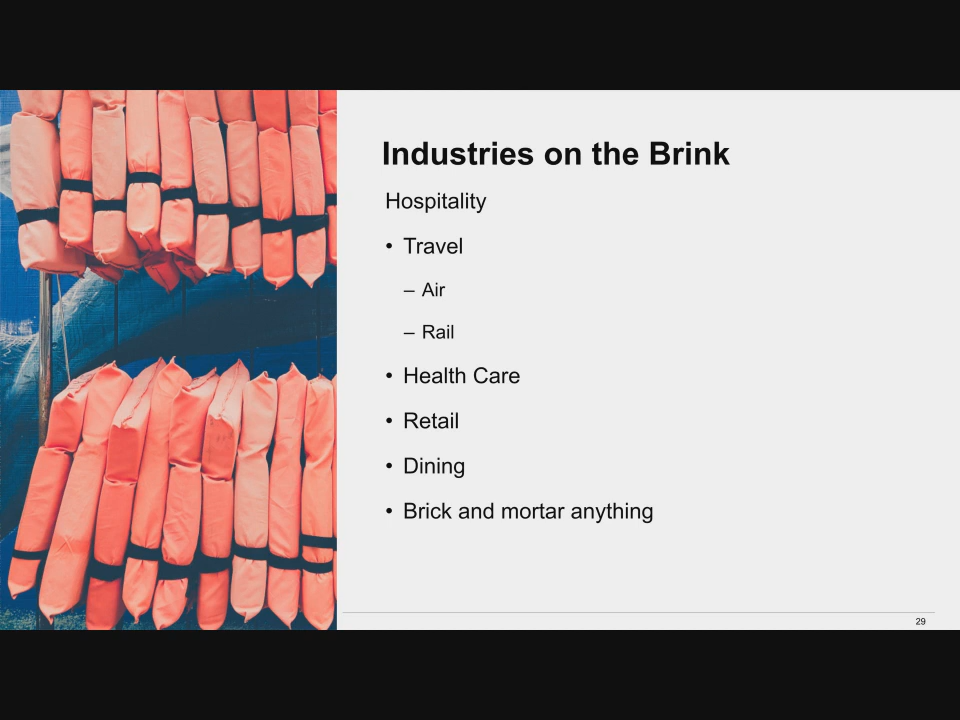 Industries on the Brink
Hospitality
• Travel
– Air
– Rail
• Health Care
• Retail
• Dining
• Brick and mortar anything
29